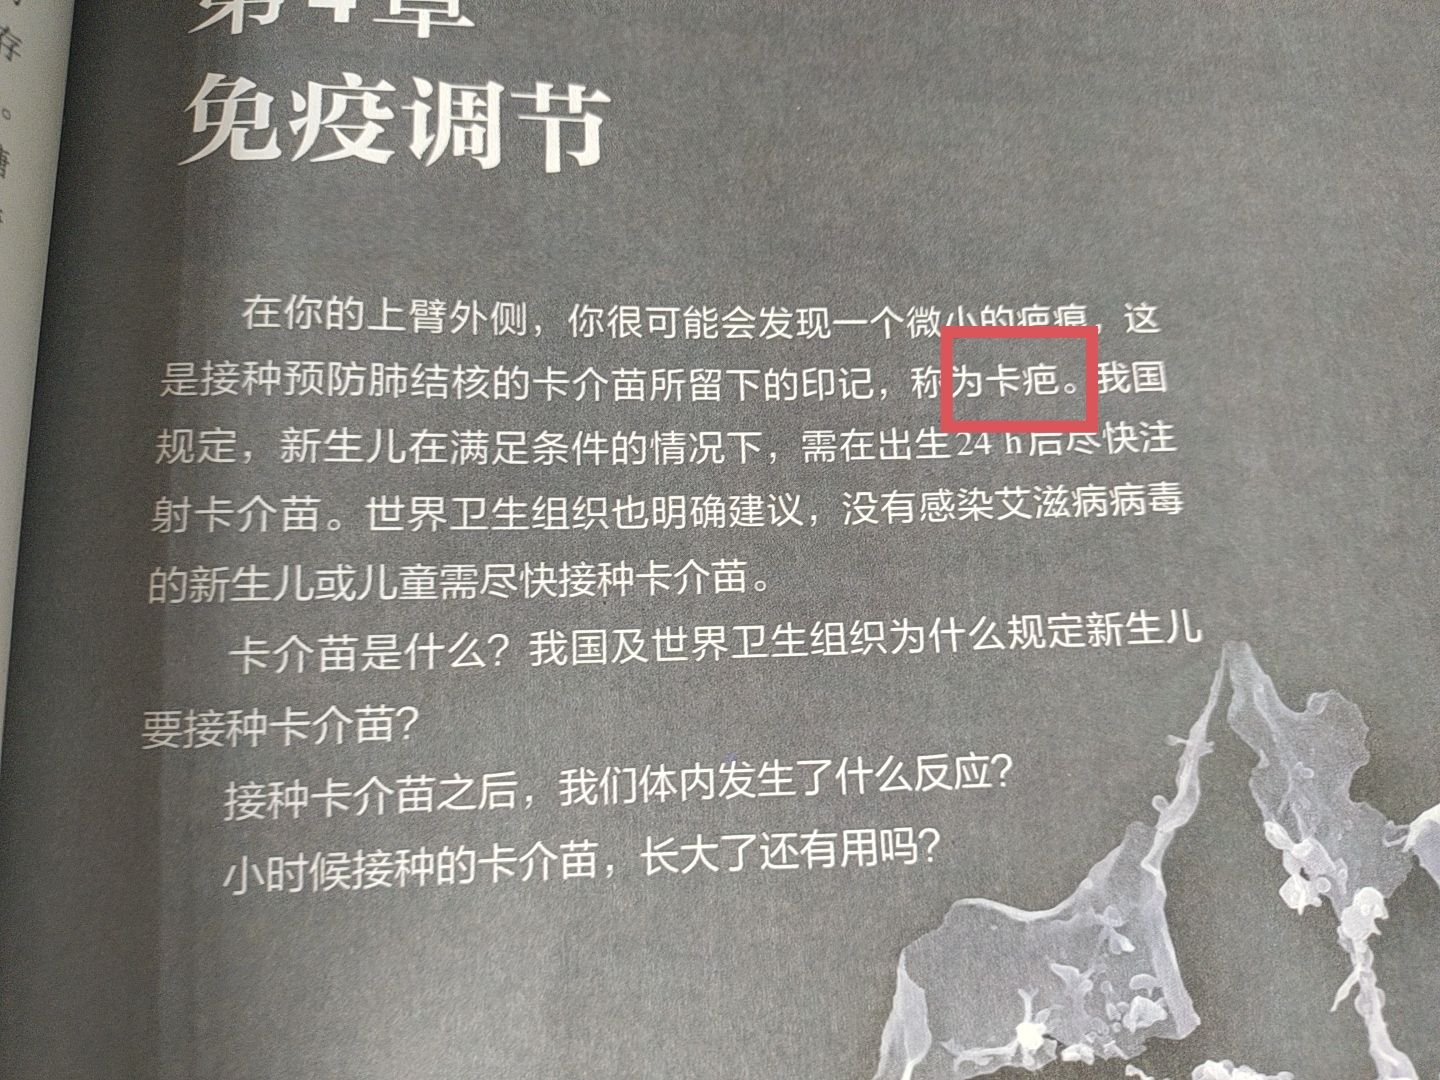 第4章
免疫调节
在你的上臂外侧，你很可能会发现一个微小的疤痕，这
是接种预防肺结核的卡介苗所留下的印记，称为卡疤。我国
规定，新生儿在满足条件的情况下，需在出生24 h后尽快注
射卡介苗。世界卫生组织也明确建议，没有感染艾滋病病毒
的新生儿或儿童需尽快接种卡介苗。
卡介苗是什么？我国及世界卫生组织为什么规定新生儿
要接种卡介苗？
接种卡介苗之后，我们体内发生了什么反应？
小时候接种的卡介苗，长大了还有用吗？